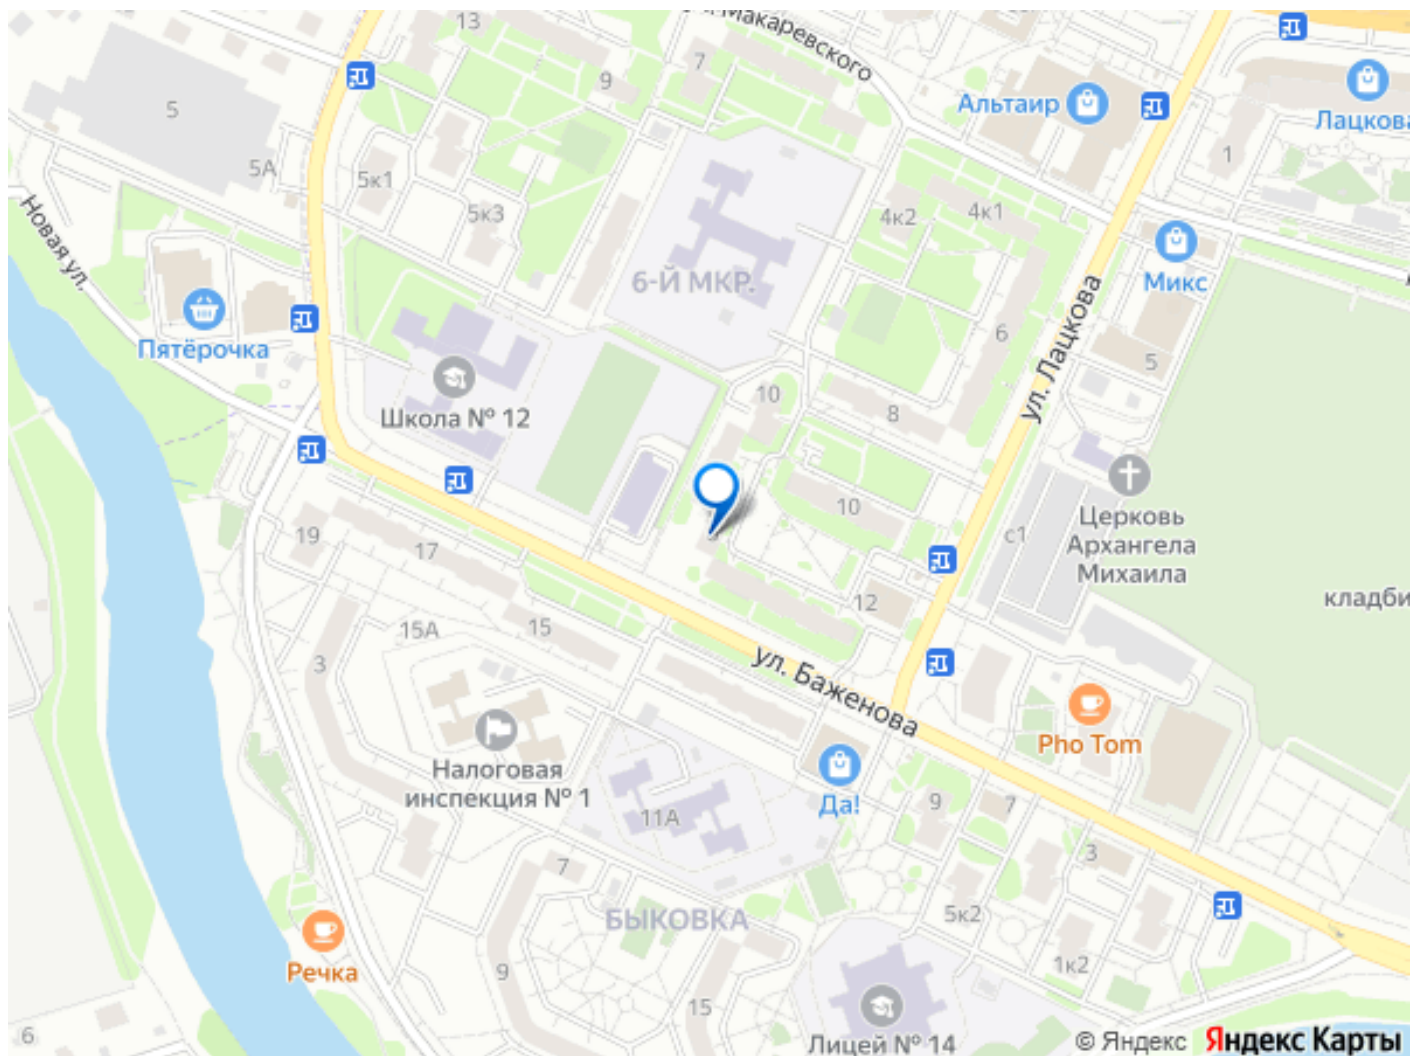 13
Макаревского
7
9
5
Альтаир
Лацкова
5А
5к1
1
5к3
4к2
4к1
Новая ул.
6-Й МКР.
Микс
ул. Лацкова
Пятёрочка
6
5
10
8
Школа № 12
10
Церковь
Архангела
Михаила
с1
19
17
12
кладби
15А
15
3
ул. Баженова
Pho Tom
Налоговая
инспекция № 1
Да!
11А
9
7
3
7
БЫКОВКА
5к2
Речка
9
1к2
15
6
Лицей № 14
© Яндекс Яндекс Карты